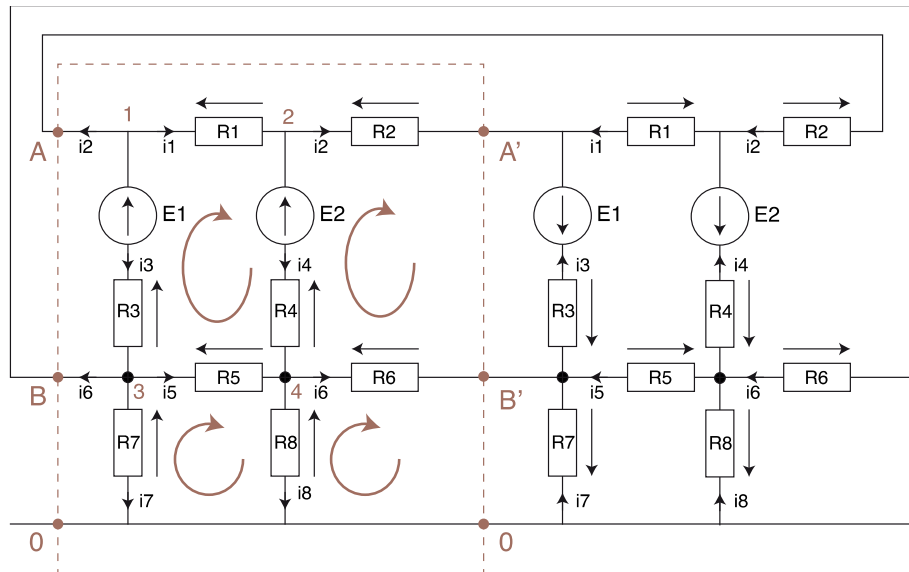 1 2
R1 R2 R1 R2
A i2 i1 i2 A' i1 i2
E1 E2 E1 E2
i3 i4 i3 i4
R3 R4 R3 R4
R5 R6 R5 R6
B i6 3 i5 4 i6 B' i5 i6
R7 R8 R7 R8
i7 i8 i7 i8
0 0